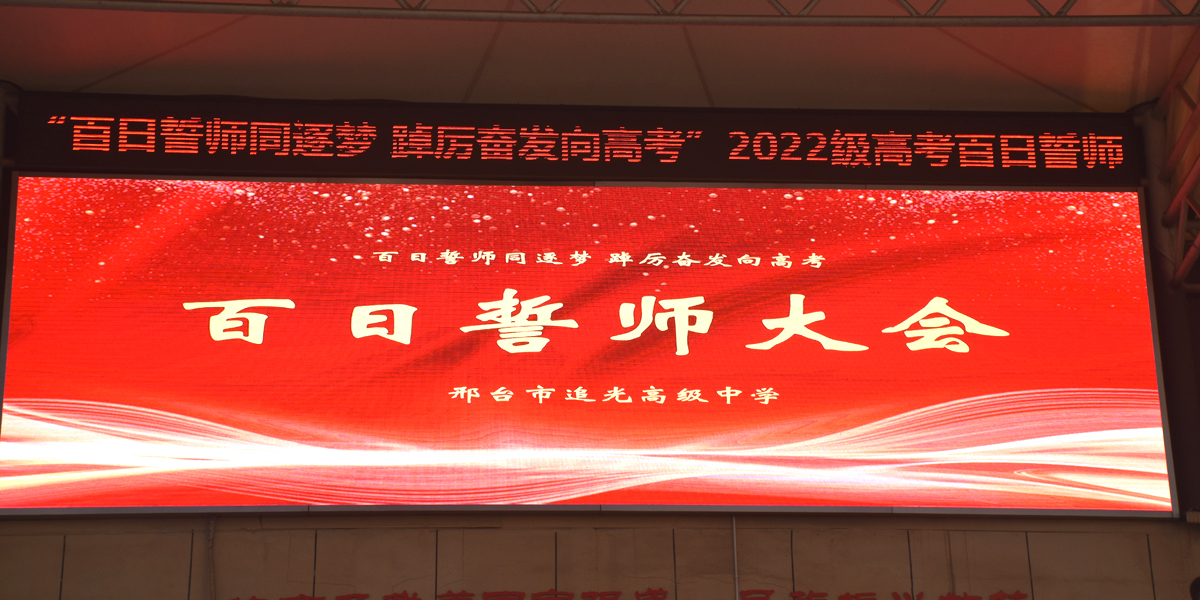 “百日誓师同逐梦 踔厉奋发向高考”2022级高考百日誓师
百日誓师同逐梦 踔厉奋发向高考
百日誓师大会
邢台市追光高级中学